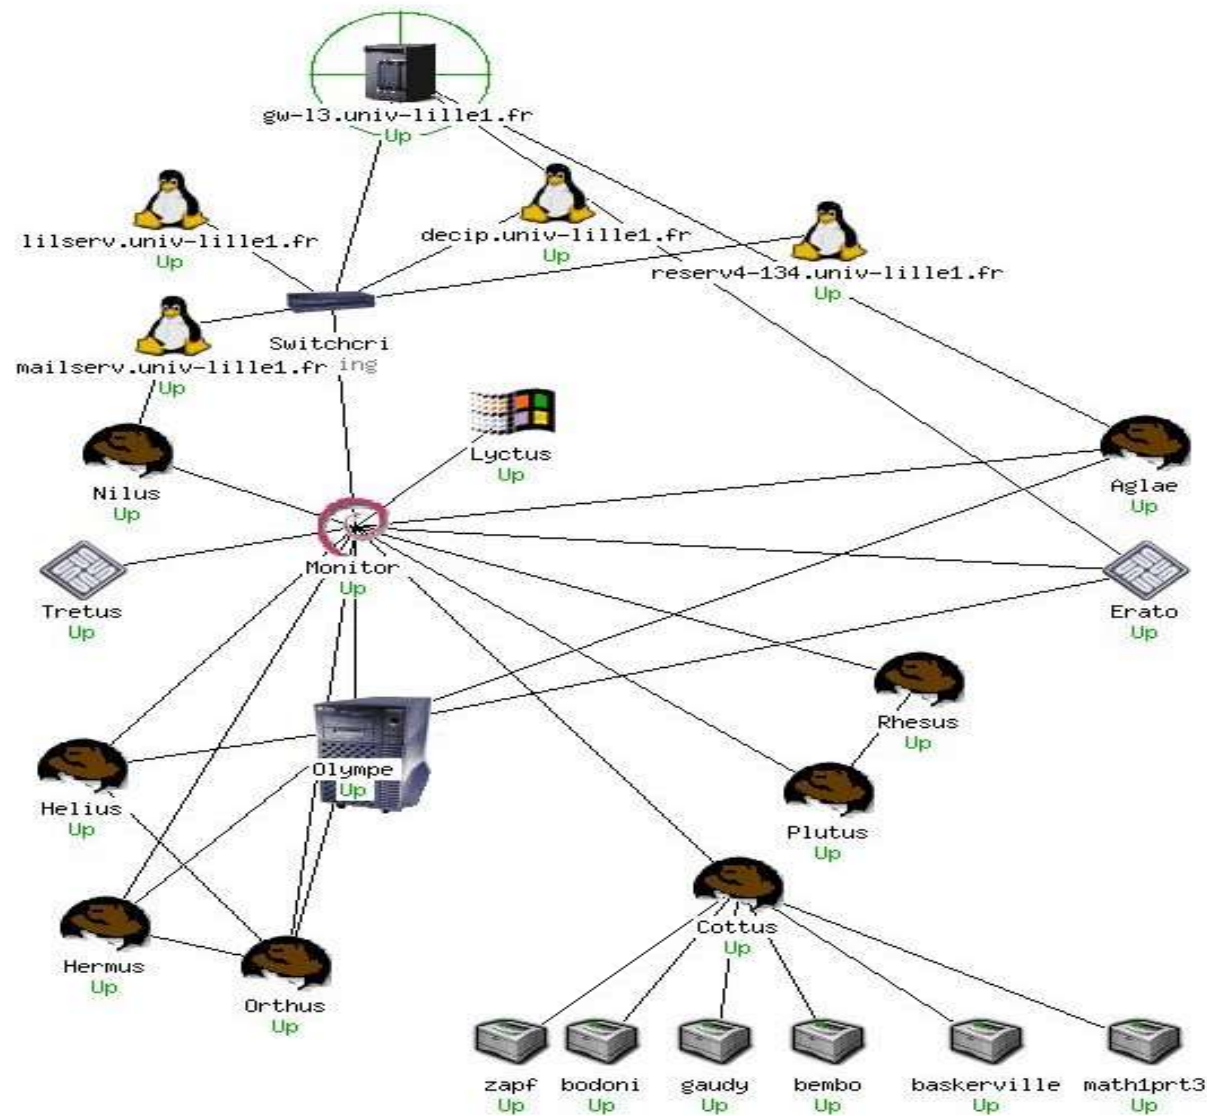 gw-l3.univ-lille1.fr
Up
lilserv.univ-lille1.fr
Up
decip.univ-lille1.fr
Up
reserv4-134.univ-lille1.fr
Up
Switchcri
ing
mailserv.univ-lille1.fr
Up
Lyctus
Up
Nilus
Up
Aglae
Up
Monitor
Up
Tretus
Up
Erato
Up
Rhesus
Up
Olympe
Up
Helius
Up
Plutus
Up
Cottus
Up
Hermus
Up
Orthus
Up
zapf bodoni gaudy bembo baskerville math1prt3
Up Up Up Up Up Up